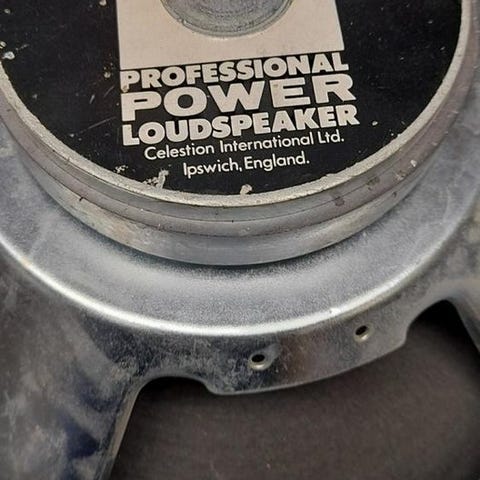 PROFESSIONAL
POWER
LOUDSPEAKER
Celestion International Ltd.
Ipswich, England.